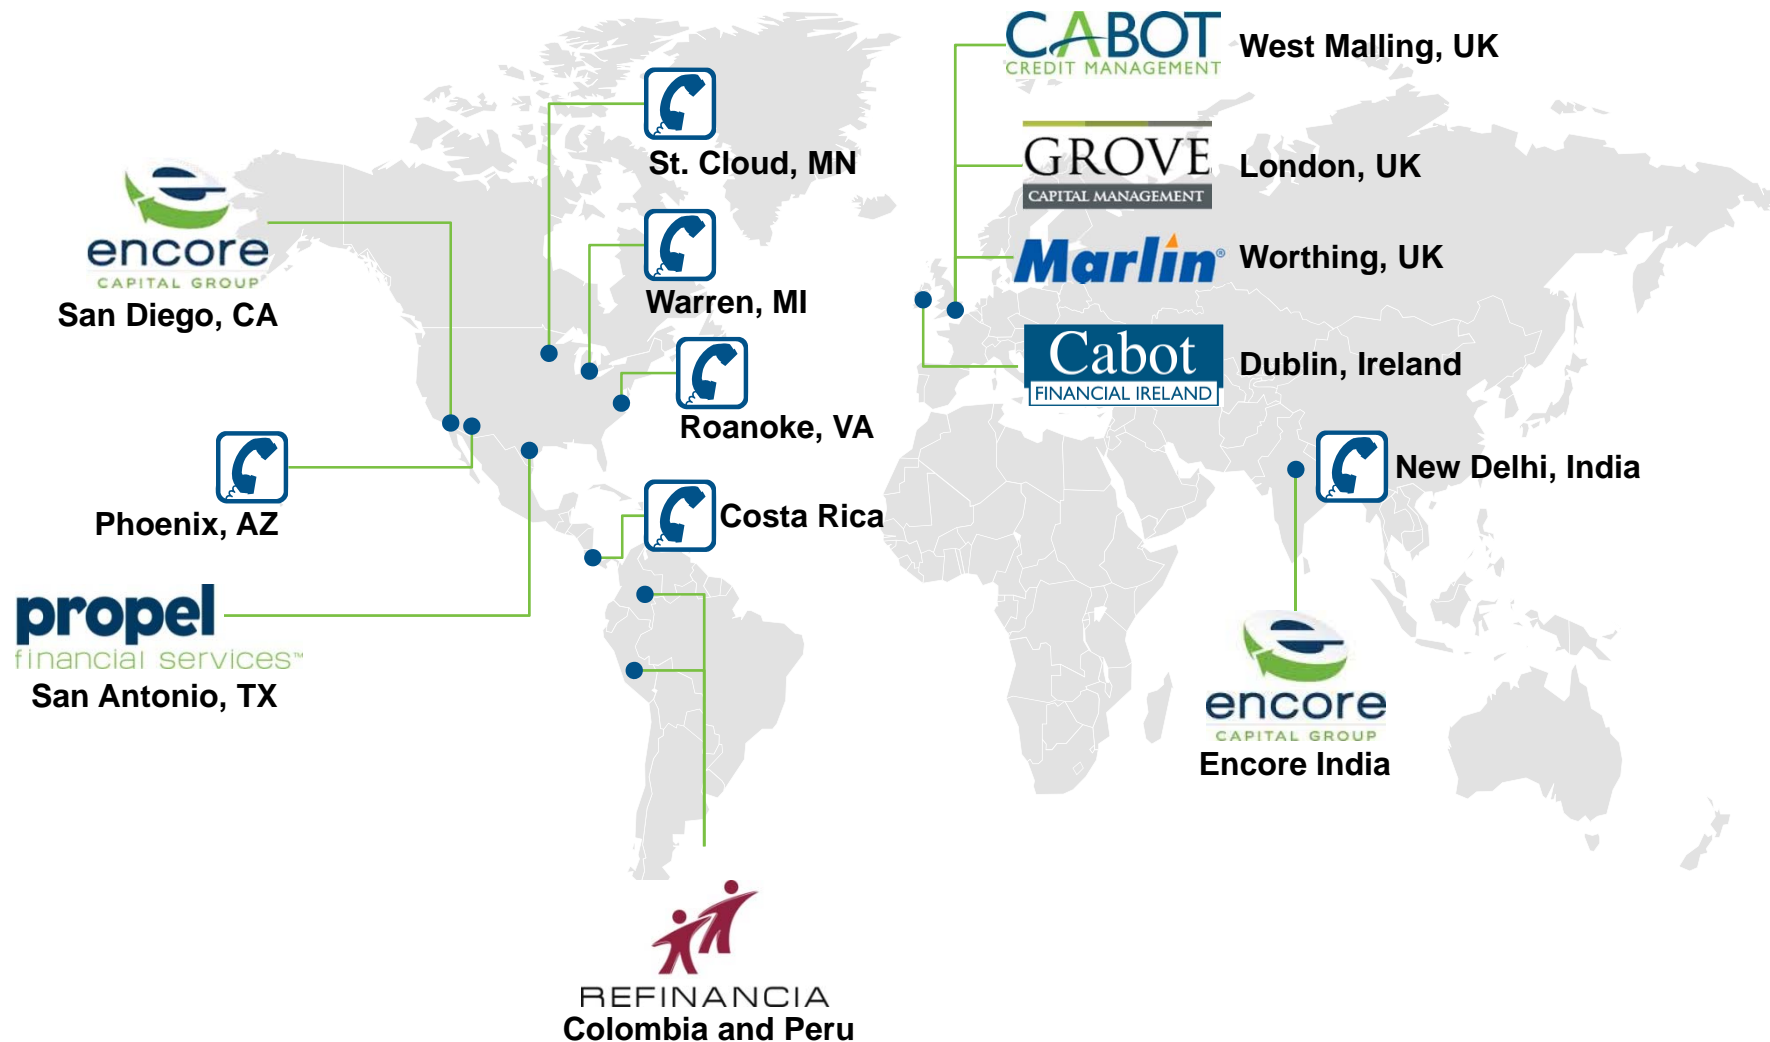 encore
CAPITAL GROUP®
San Diego, CA
Phoenix, AZ
propel
financial services™
San Antonio, TX
St. Cloud, MN
Warren, MI
Roanoke, VA
Costa Rica
REFINANCIA
Colombia and Peru
CABOT
CREDIT MANAGEMENT
West Malling, UK
GROVE
CAPITAL MANAGEMENT
London, UK
Marlin®
Worthing, UK
Cabot
FINANCIAL IRELAND
Dublin, Ireland
New Delhi, India
encore
CAPITAL GROUP
Encore India